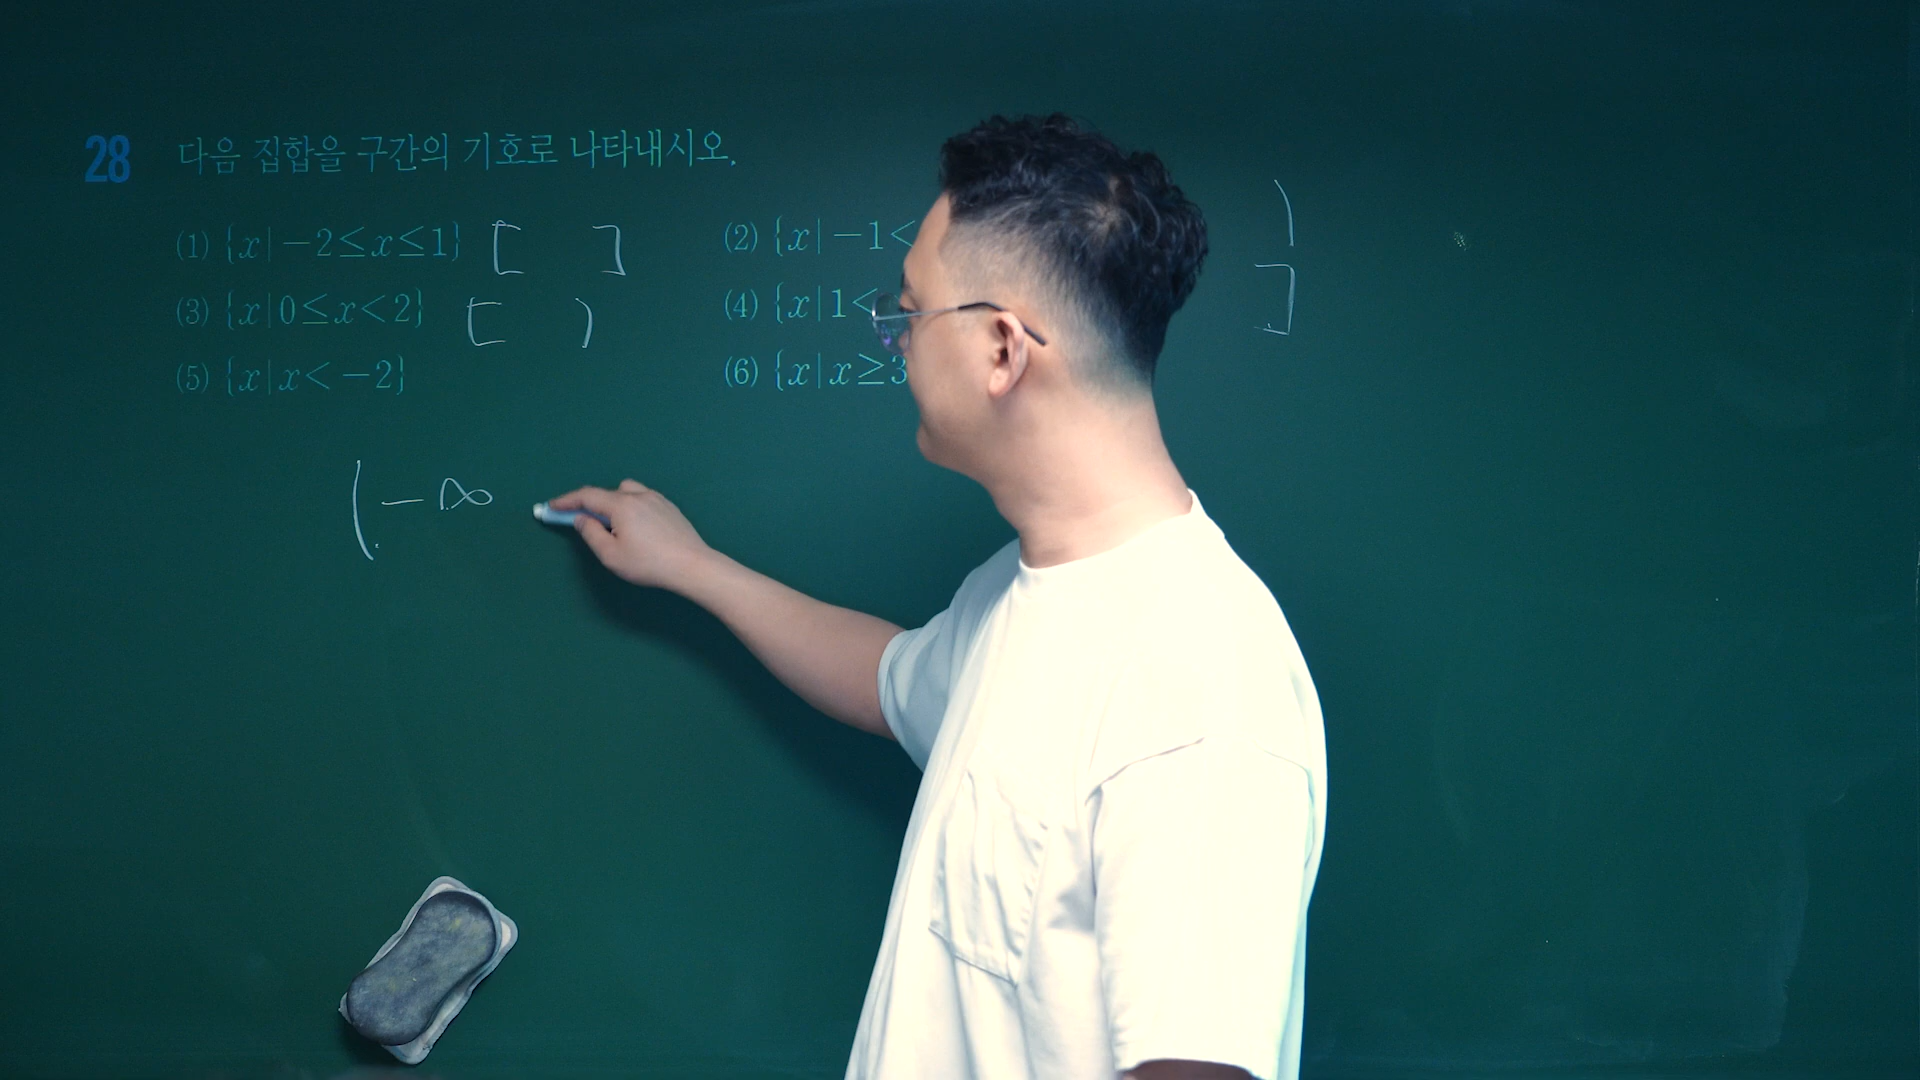 28 다음 집합을 구간의 기호로 나타내시오.
(1) {x|-2≤x≤1} [ ] (2) {x|-1< )
(3) {x|0≤x<2} [ ) (4) {x|1< ]
(5) {x|x<-2} (6) {x|x≥3
(-∞